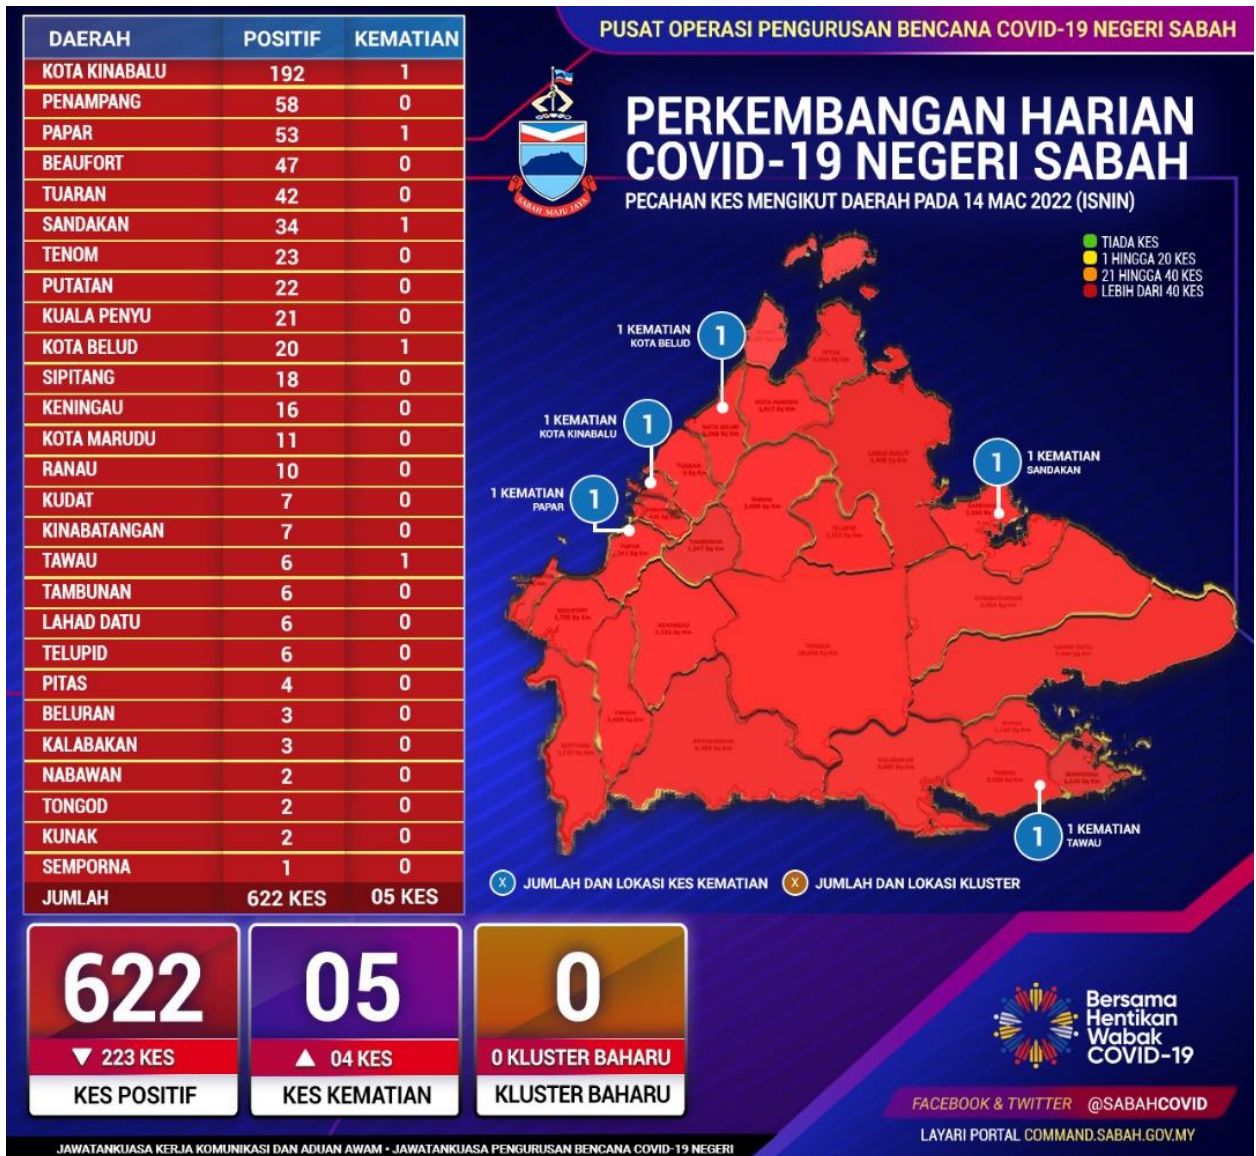 DAERAH POSITIF KEMATIAN
KOTA KINABALU 192 1
PENAMPANG 58 0
PAPAR 53 1
BEAUFORT 47 0
TUARAN 42 0
SANDAKAN 34 1
TENOM 23 0
PUTATAN 22 0
KUALA PENYU 21 0
KOTA BELUD 20 1
SIPITANG 18 0
KENINGAU 16 0
KOTA MARUDU 11 0
RANAU 10 0
KUDAT 7 0
KINABATANGAN 7 0
TAWAU 6 1
TAMBUNAN 6 0
LAHAD DATU 6 0
TELUPID 6 0
PITAS 4 0
BELURAN 3 0
KALABAKAN 3 0
NABAWAN 2 0
TONGOD 2 0
KUNAK 2 0
SEMPORNA 1 0
JUMLAH 622 KES 05 KES
PUSAT OPERASI PENGURUSAN BENCANA COVID-19 NEGERI SABAH
SABAH MAJU JAYA
PERKEMBANGAN HARIAN
COVID-19 NEGERI SABAH
PECAHAN KES MENGIKUT DAERAH PADA 14 MAC 2022 (ISNIN)
TIADA KES
1 HINGGA 20 KES
21 HINGGA 40 KES
LEBIH DARI 40 KES
1 KEMATIAN
KOTA BELUD
1
1 KEMATIAN
KOTA KINABALU
1
1 KEMATIAN
PAPAR
1
1
1 KEMATIAN
SANDAKAN
1
1 KEMATIAN
TAWAU
X JUMLAH DAN LOKASI KES KEMATIAN
X JUMLAH DAN LOKASI KLUSTER
622
▼ 223 KES
KES POSITIF
05
▲ 04 KES
KES KEMATIAN
0
0 KLUSTER BAHARU
KLUSTER BAHARU
Bersama
Hentikan
Wabak
COVID-19
FACEBOOK & TWITTER @SABAHCOVID
LAYARI PORTAL COMMAND.SABAH.GOV.MY
JAWATANKUASA KERJA KOMUNIKASI DAN ADUAN AWAM • JAWATANKUASA PENGURUSAN BENCANA COVID-19 NEGERI